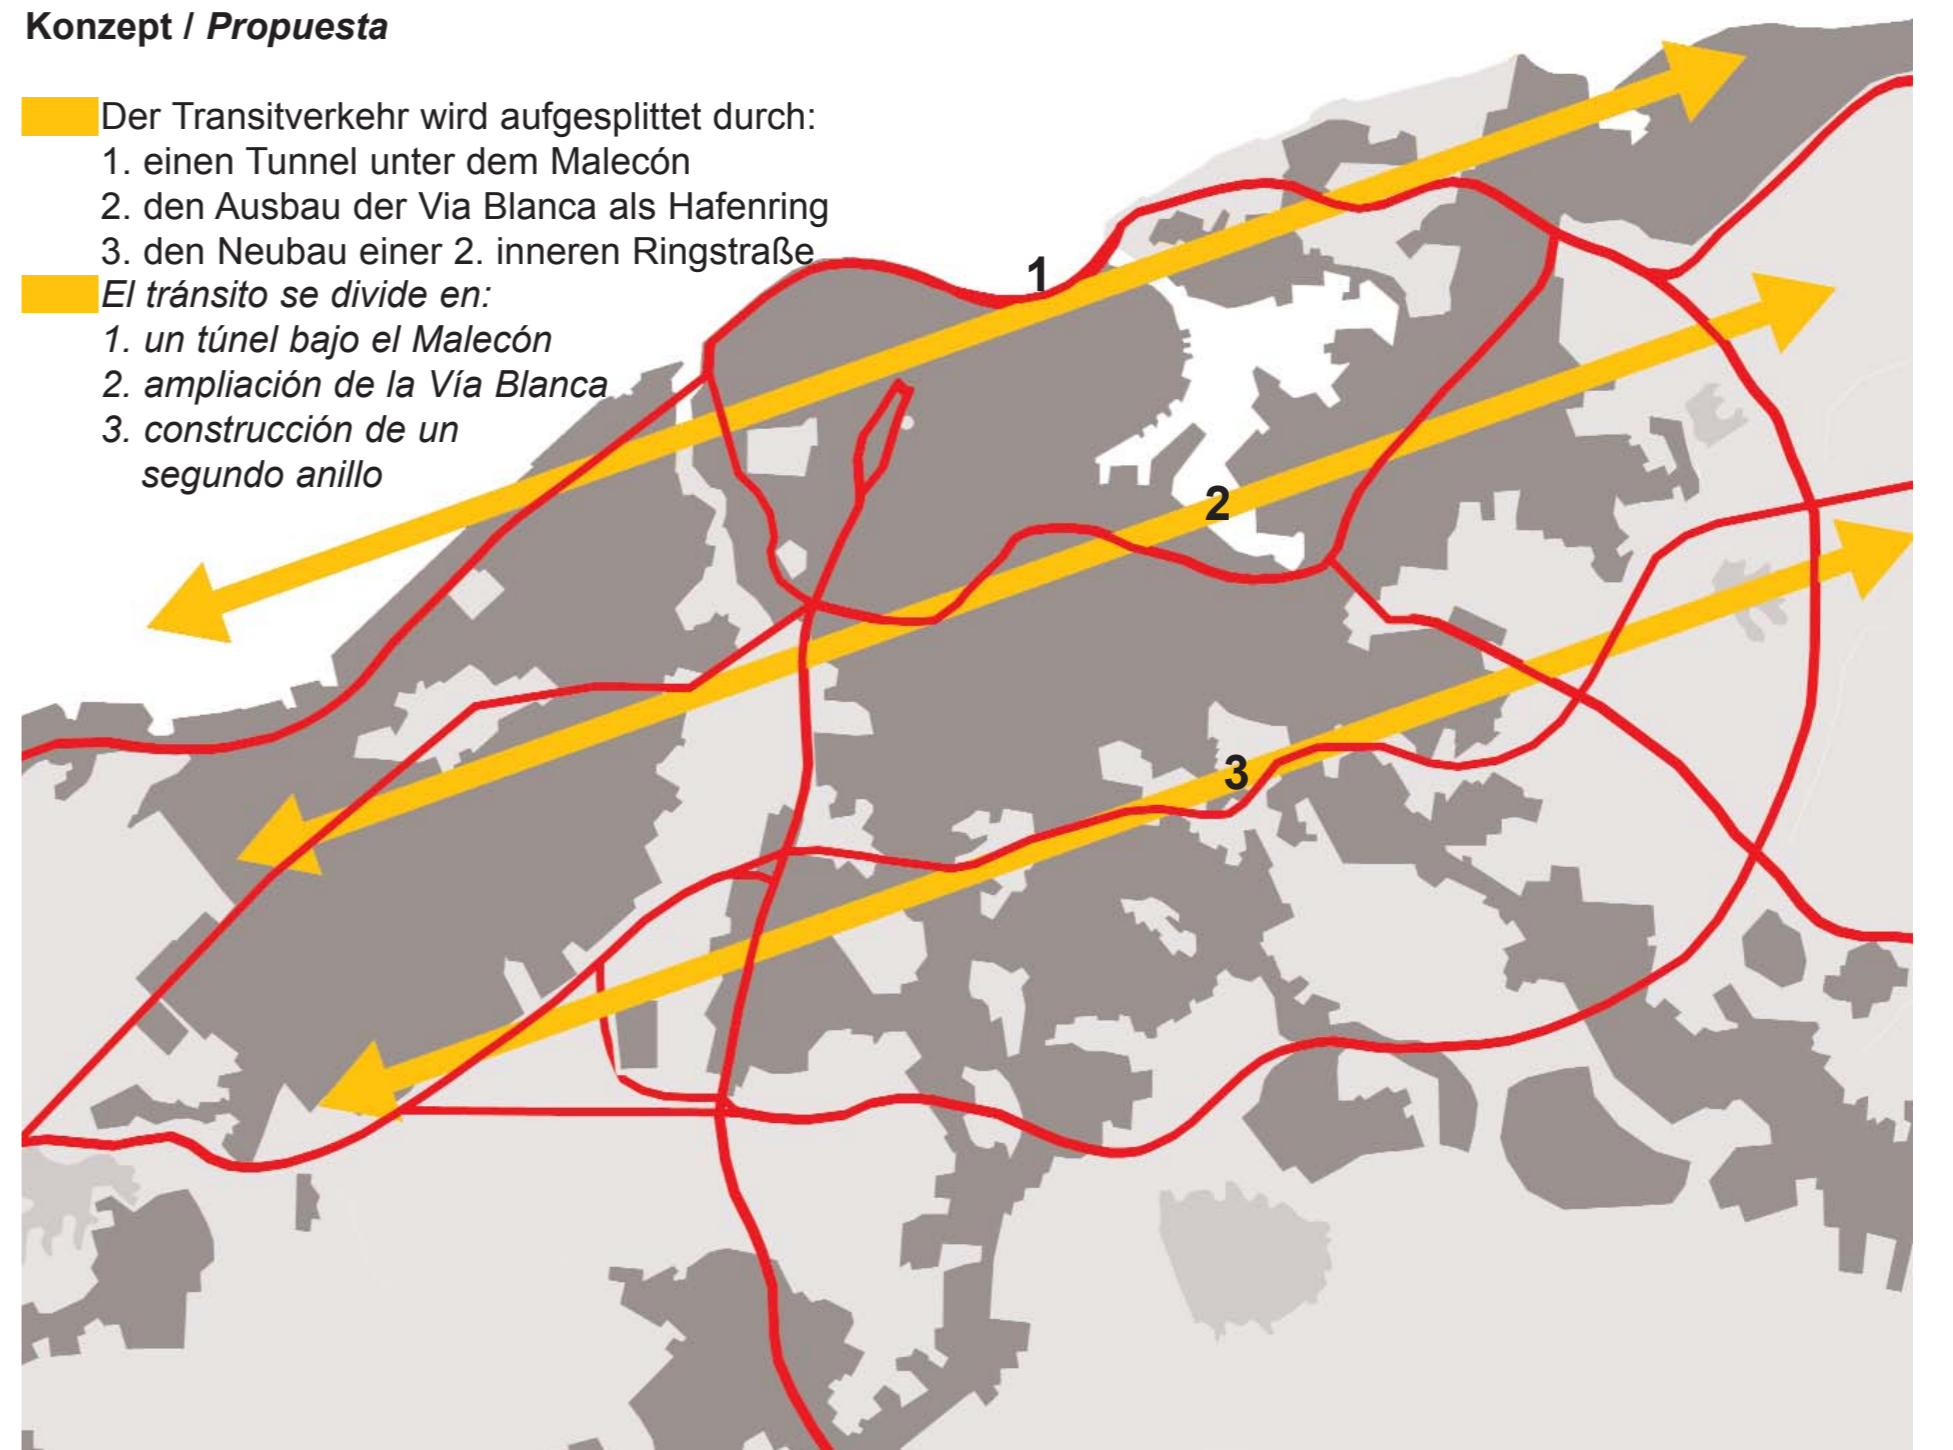 Konzept / Propuesta
Der Transitverkehr wird aufgesplittet durch:
1. einen Tunnel unter dem Malecón
2. den Ausbau der Via Blanca als Hafenring
3. den Neubau einer 2. inneren Ringstraße
El tránsito se divide en:
1. un túnel bajo el Malecón
2. ampliación de la Vía Blanca
3. construcción de un
segundo anillo
1
2
3